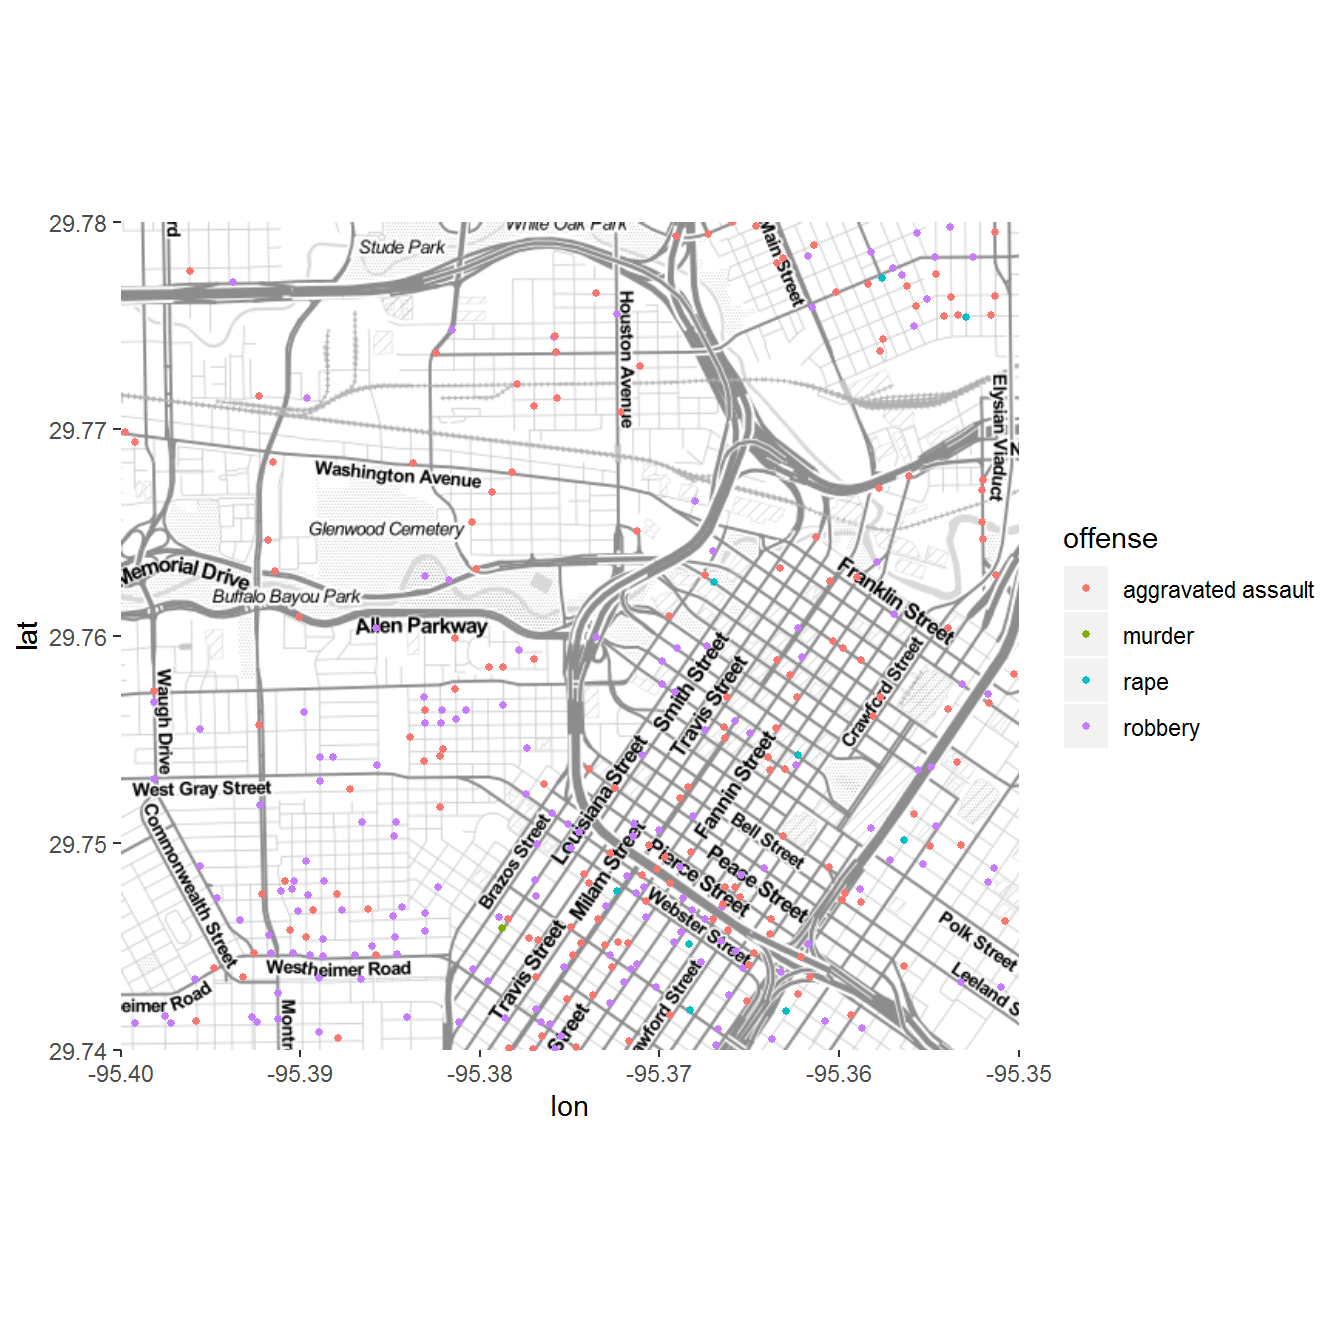 29.78
29.77
29.76
29.75
29.74
lat
rd
White Oak Park
Stude Park
Main Street
Houston Avenue
Elysian Viaduct
N
Washington Avenue
Glenwood Cemetery
Memorial Drive
Buffalo Bayou Park
Allen Parkway
Franklin Street
Crawford Street
Smith Street
Travis Street
Waugh Drive
West Gray Street
Commonwealth Street
Louisiana Street
Fannin Street
Bell Street
Pease Street
Pierce Street
Brazos Street
Milam Street
Webster Street
Polk Street
Leeland S
Westheimer Road
eimer Road
Montr
Travis Street
Street
awford Street
-95.40
-95.39
-95.38
-95.37
-95.36
-95.35
lon
offense
aggravated assault
murder
rape
robbery